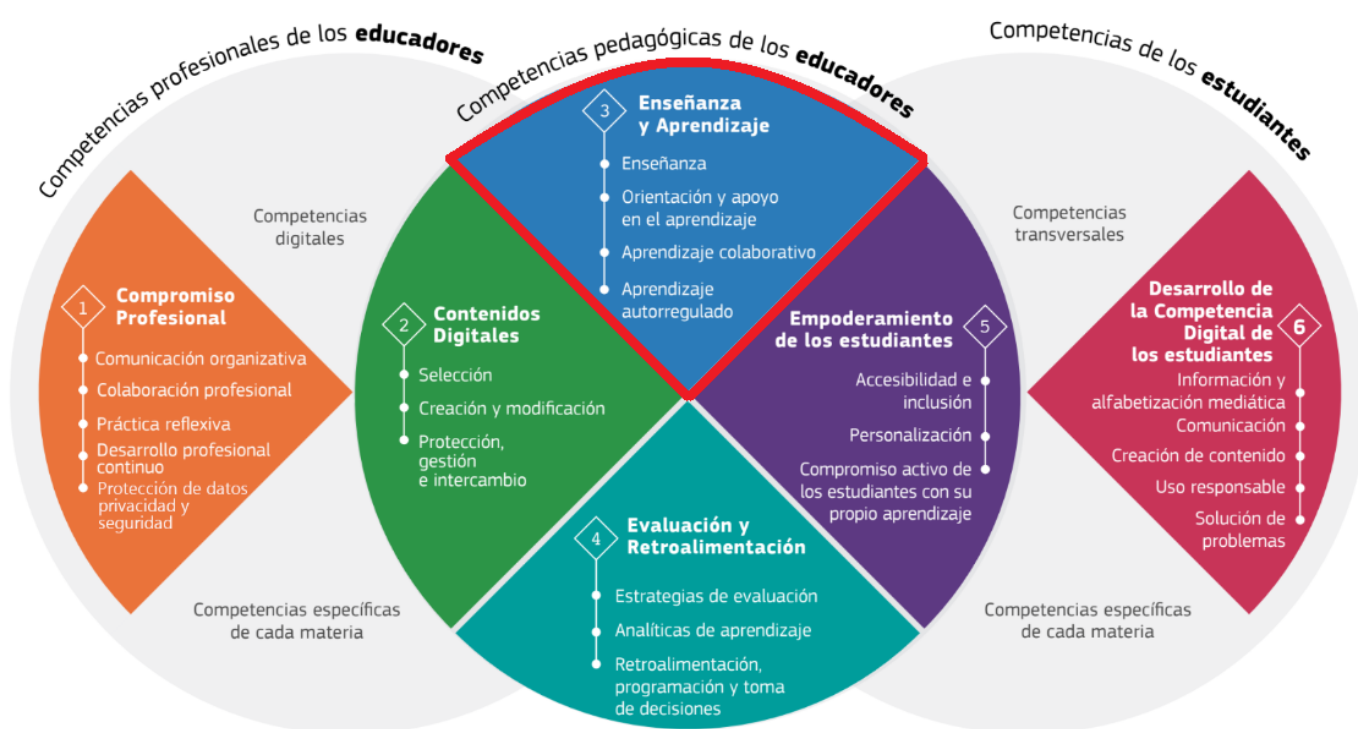 Competencias profesionales de los educadores
Competencias pedagógicas de los educadores
Competencias de los estudiantes
Competencias
digitales
1
Compromiso
Profesional
Comunicación organizativa
Colaboración profesional
Práctica reflexiva
Desarrollo profesional
continuo
Protección de datos
privacidad y
seguridad
Competencias específicas
de cada materia
2
Contenidos
Digitales
Selección
Creación y modificación
Protección,
gestión
e intercambio
3
Enseñanza
y Aprendizaje
Enseñanza
Orientación y apoyo
en el aprendizaje
Aprendizaje colaborativo
Aprendizaje
autorregulado
4
Evaluación y
Retroalimentación
Estrategias de evaluación
Analíticas de aprendizaje
Retroalimentación,
programación y toma
de decisiones
5
Empoderamiento
de los estudiantes
Accesibilidad e
inclusión
Personalización
Compromiso activo de
los estudiantes con su
propio aprendizaje
Competencias
transversales
6
Desarrollo de
la Competencia
Digital de
los estudiantes
Información y
alfabetización mediática
Comunicación
Creación de contenido
Uso responsable
Solución de
problemas
Competencias específicas
de cada materia